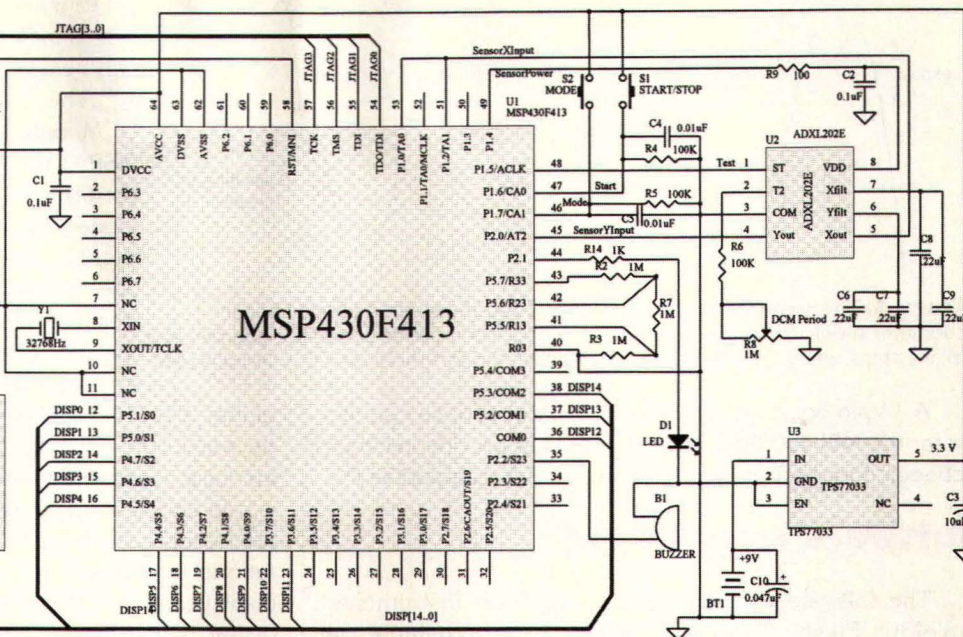 JTAG[3..0]
JTAG3
JTAG2
JTAG1
JTAG0
SensorXInput
SensorPower
U1
MSP430F413
S2
MODE
S1
START/STOP
R9
100
C2
0.1uF
64 63 62 61 60 59 58 57 56 55 54 53 52 51 50 49
AVCC
DVSS
AVSS
P6.2
P6.1
P6.0
RST/MNI
TCK
TMS
TDI
TDO/TDI
P1.0/TA0
P1.1/TA0/MCLK
P1.2/TA1
P1.3
P1.4
1 DVCC
2 P6.3
3 P6.4
4 P6.5
5 P6.6
6 P6.7
7 NC
8 XIN
9 XOUT/TCLK
10 NC
11 NC
DISP0 12 P5.1/S0
DISP1 13 P5.0/S1
DISP2 14 P4.7/S2
DISP3 15 P4.6/S3
DISP4 16 P4.5/S4
C1
0.1uF
Y1
32768Hz
MSP430F413
P1.5/ACLK 48
P1.6/CA0 47
P1.7/CA1 46
P2.0/AT2 45
P2.1 44
P5.7/R33 43
P5.6/R23 42
P5.5/R13 41
R03 40
P5.4/COM3 39
P5.3/COM2 38 DISP14
P5.2/COM1 37 DISP13
COM0 36 DISP12
P2.2/S23 35
P2.3/S22 34
P2.4/S21 33
P4.4/S5
P4.3/S6
P4.2/S7
P4.1/S8
P4.0/S9
P3.7/S10
P3.6/S11
P3.5/S12
P3.4/S13
P3.3/S14
P3.2/S15
P3.1/S16
P3.0/S17
P2.7/S18
P2.6/CAOUT/S19
P2.5/S20
17 18 19 20 21 22 23 24 25 26 27 28 29 30 31 32
DISP5
DISP6
DISP7
DISP8
DISP9
DISP10
DISP11
DISP14
DISP[14..0]
C4 0.01uF
R4 100K
Test
Start
R5 100K
Mode
C5 0.01uF
SensorYInput
R14 1K
R2 1M
R7
1M
R3 1M
U2
ADXL202E
1 ST VDD 8
2 T2 Xfilt 7
3 COM Yfilt 6
4 Yout Xout 5
ADXL202E
R6
100K
C8
.22uF
C6
.22uF
C7
.22uF
C9
DCM Period
R8
1M
D1
LED
B1
BUZZER
U3
1 IN OUT 5
2 GND
3 EN NC 4
TPS77033
TPS77033
3.3 V
C3
10uF
+9V
BT1
C10
0.047uF
+